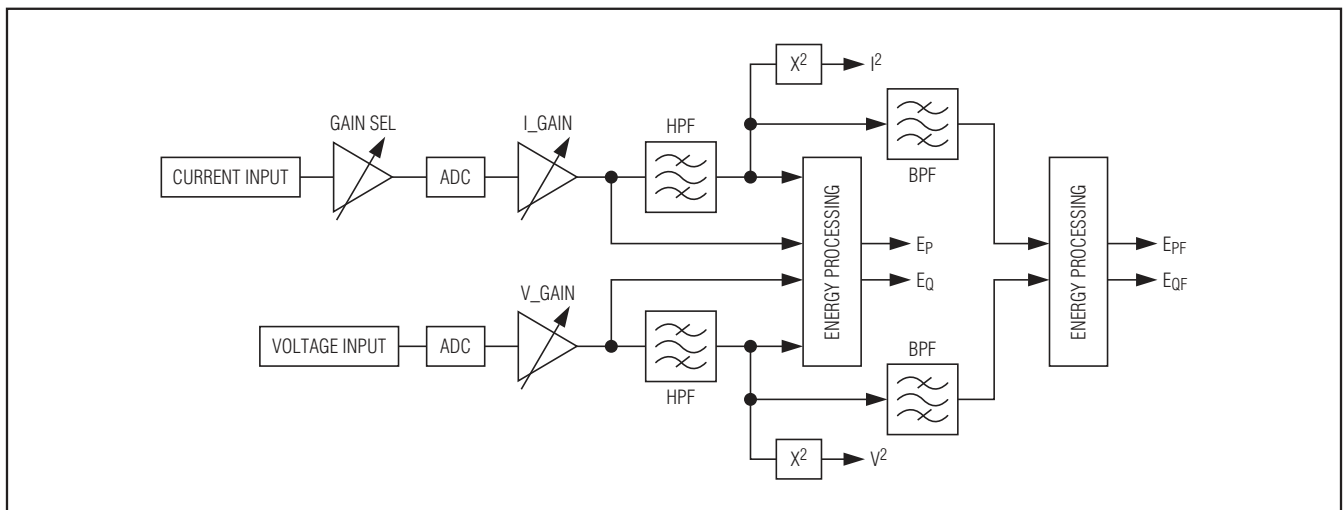 X²
I²
GAIN SEL
I_GAIN
HPF
CURRENT INPUT
ADC
BPF
ENERGY PROCESSING
ENERGY PROCESSING
E_P
E_PF
E_Q
E_QF
V_GAIN
BPF
VOLTAGE INPUT
ADC
HPF
X²
V²